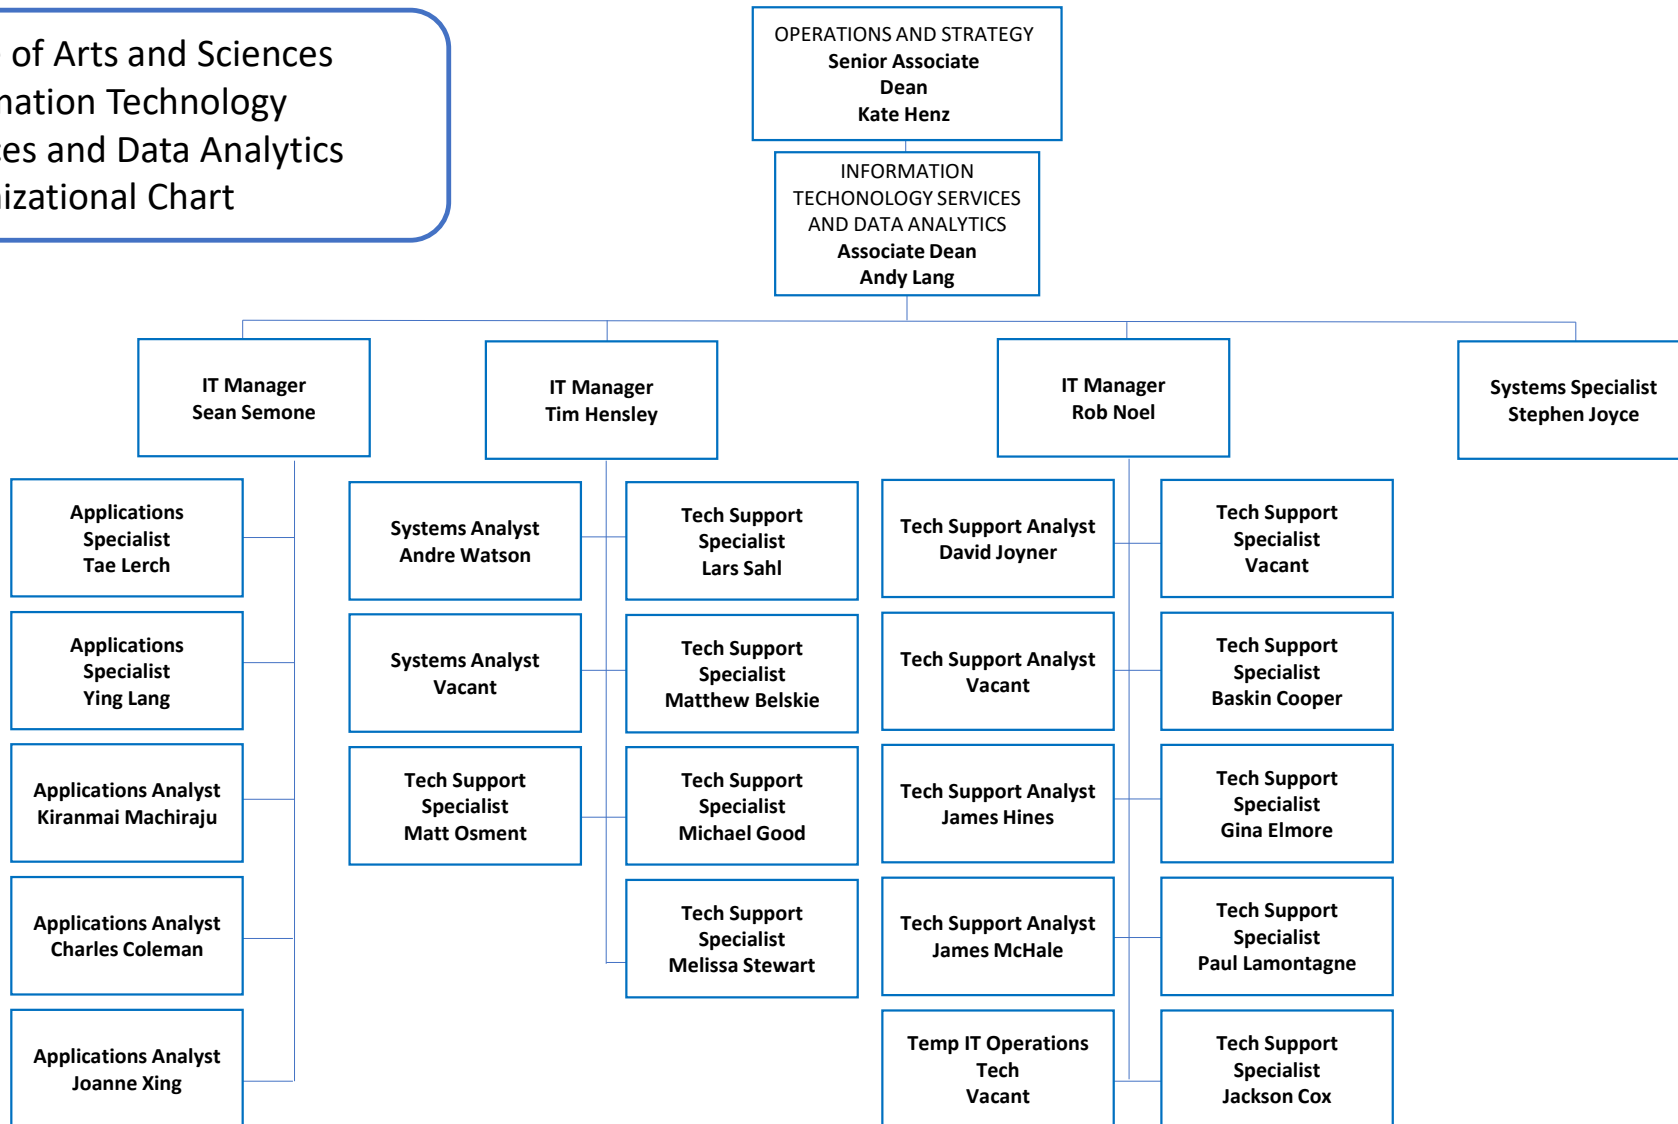 of Arts and Sciences
Technology
and Data Analytics
Chart
OPERATIONS AND STRATEGY
Senior Associate
Dean
Kate Henz
INFORMATION
TECHONOLOGY SERVICES
AND DATA ANALYTICS
Associate Dean
Andy Lang
IT Manager
Sean Semone
IT Manager
Tim Hensley
IT Manager
Rob Noel
Systems Specialist
Stephen Joyce
Applications
Specialist
Tae Lerch
Applications
Specialist
Ying Lang
Applications Analyst
Kiranmai Machiraju
Applications Analyst
Charles Coleman
Applications Analyst
Joanne Xing
Systems Analyst
Andre Watson
Systems Analyst
Vacant
Tech Support
Specialist
Matt Osment
Tech Support
Specialist
Lars Sahl
Tech Support
Specialist
Matthew Belskie
Tech Support
Specialist
Michael Good
Tech Support
Specialist
Melissa Stewart
Tech Support Analyst
David Joyner
Tech Support Analyst
Vacant
Tech Support Analyst
James Hines
Tech Support Analyst
James McHale
Temp IT Operations
Tech
Vacant
Tech Support
Specialist
Vacant
Tech Support
Specialist
Baskin Cooper
Tech Support
Specialist
Gina Elmore
Tech Support
Specialist
Paul Lamontagne
Tech Support
Specialist
Jackson Cox